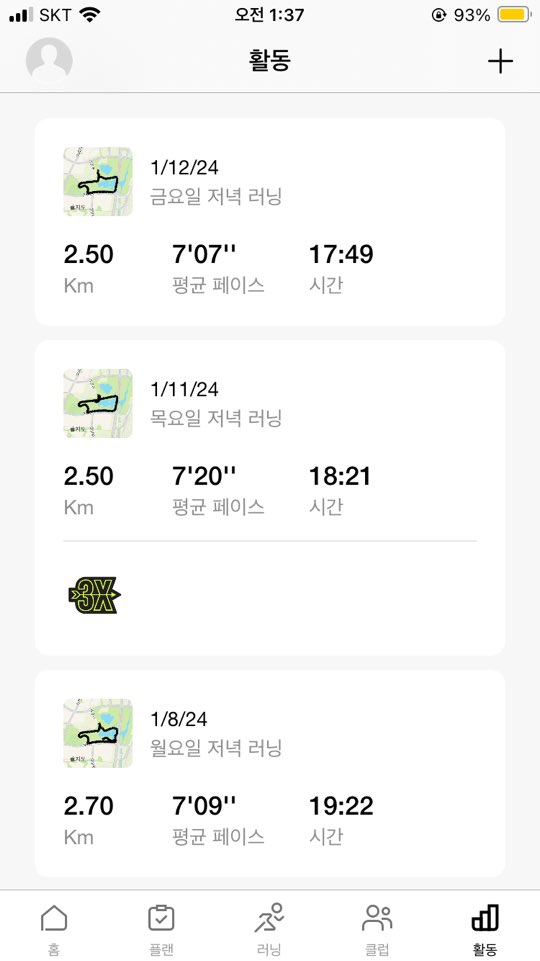 SKT 오전 1:37 93%
활동
1/12/24
금요일 저녁 러닝
2.50 7'07'' 17:49
Km 평균 페이스 시간
1/11/24
목요일 저녁 러닝
2.50 7'20'' 18:21
Km 평균 페이스 시간
3X
1/8/24
월요일 저녁 러닝
2.70 7'09'' 19:22
Km 평균 페이스 시간
홈 플랜 러닝 클럽 활동